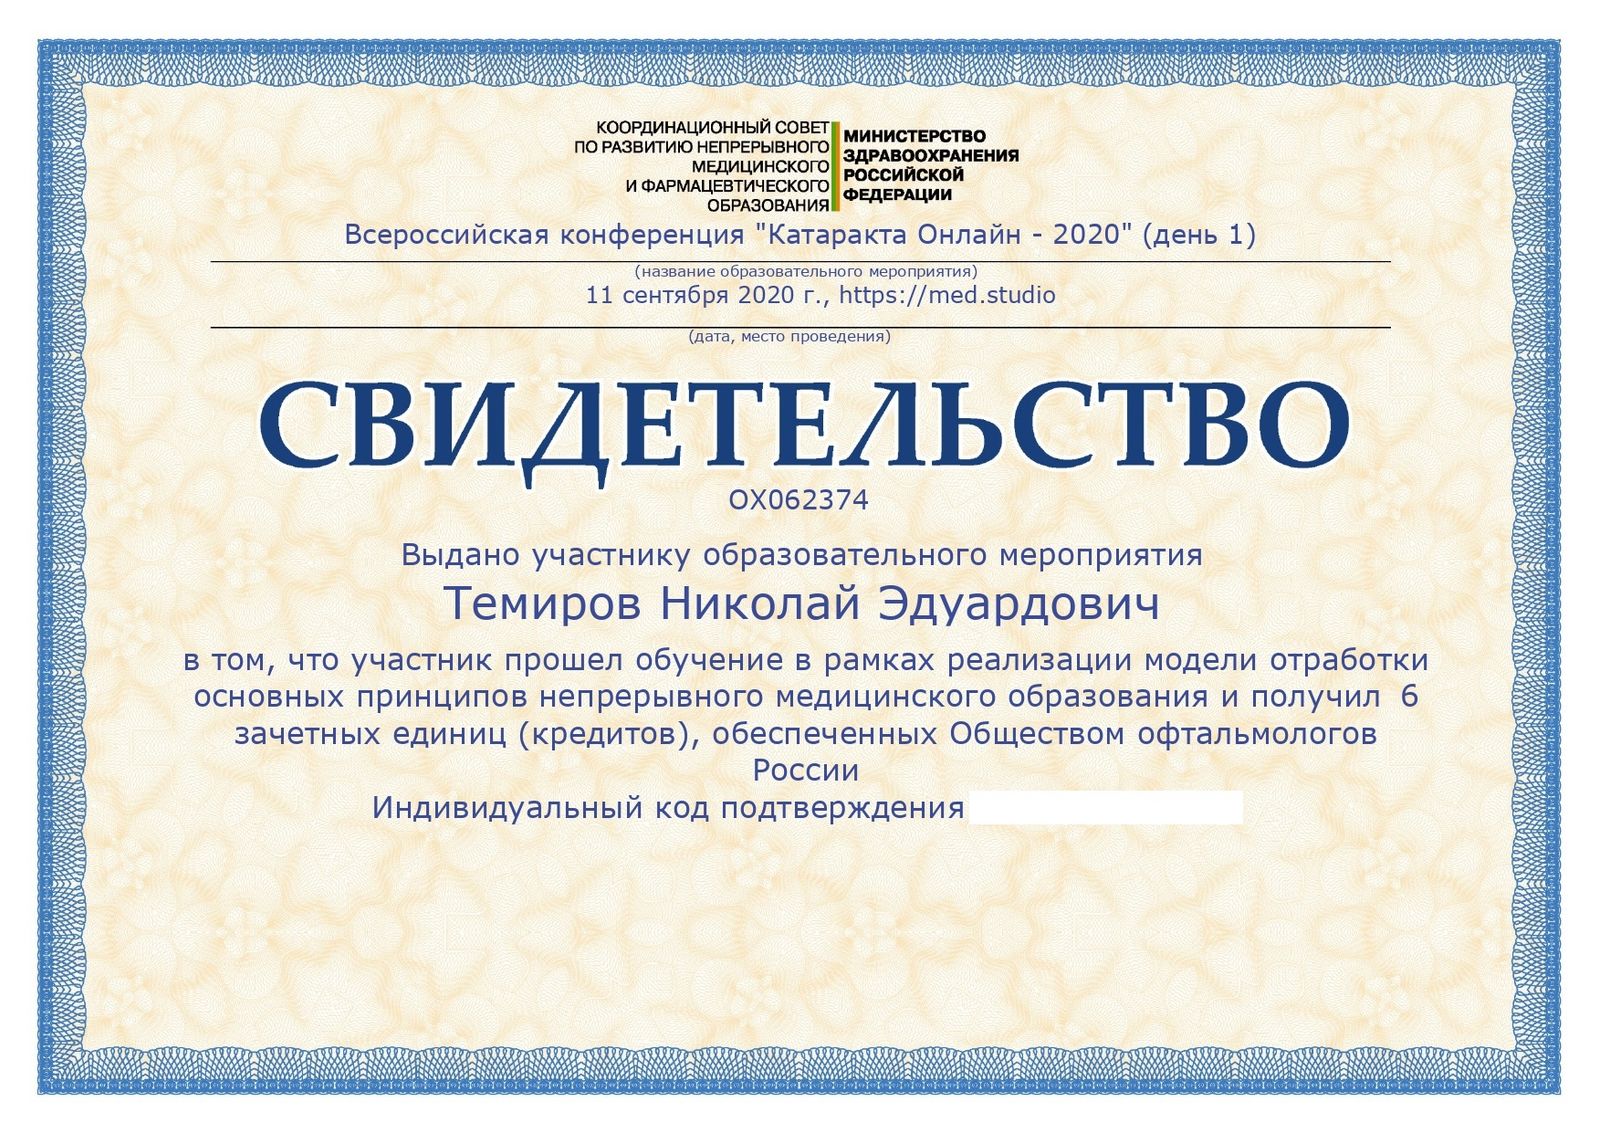 КООРДИНАЦИОННЫЙ СОВЕТ
ПО РАЗВИТИЮ НЕПРЕРЫВНОГО
МЕДИЦИНСКОГО
И ФАРМАЦЕВТИЧЕСКОГО
ОБРАЗОВАНИЯ
МИНИСТЕРСТВО
ЗДРАВООХРАНЕНИЯ
РОССИЙСКОЙ
ФЕДЕРАЦИИ
Всероссийская конференция "Катаракта Онлайн - 2020" (день 1)
(название образовательного мероприятия)
11 сентября 2020 г., https://med.studio
(дата, место проведения)
СВИДЕТЕЛЬСТВО
ОХ062374
Выдано участнику образовательного мероприятия
Темиров Николай Эдуардович
в том, что участник прошел обучение в рамках реализации модели отработки
основных принципов непрерывного медицинского образования и получил 6
зачетных единиц (кредитов), обеспеченных Обществом офтальмологов
России
Индивидуальный код подтверждения